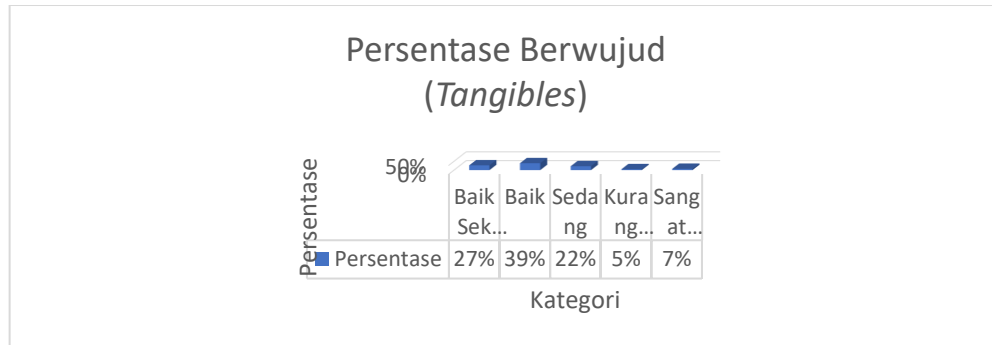 Persentase Berwujud
(Tangibles)
Persentase
50%
0%
Baik Sek...
Baik
Sedang
Kurang...
Sangat...
Persentase 27% 39% 22% 5% 7%
Kategori